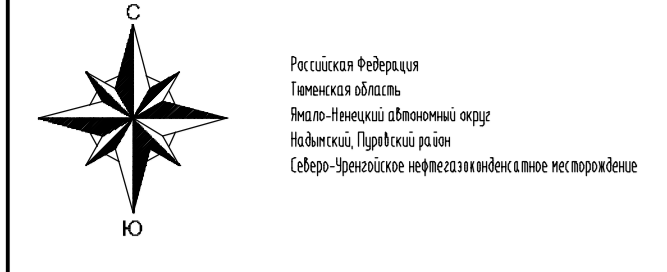 С
Российская Федерация
Тюменская область
Ямало-Ненецкий автономный округ
Надымский, Пуровский район
Северо-Уренгойское нефтегазоконденсатное месторождение
Ю